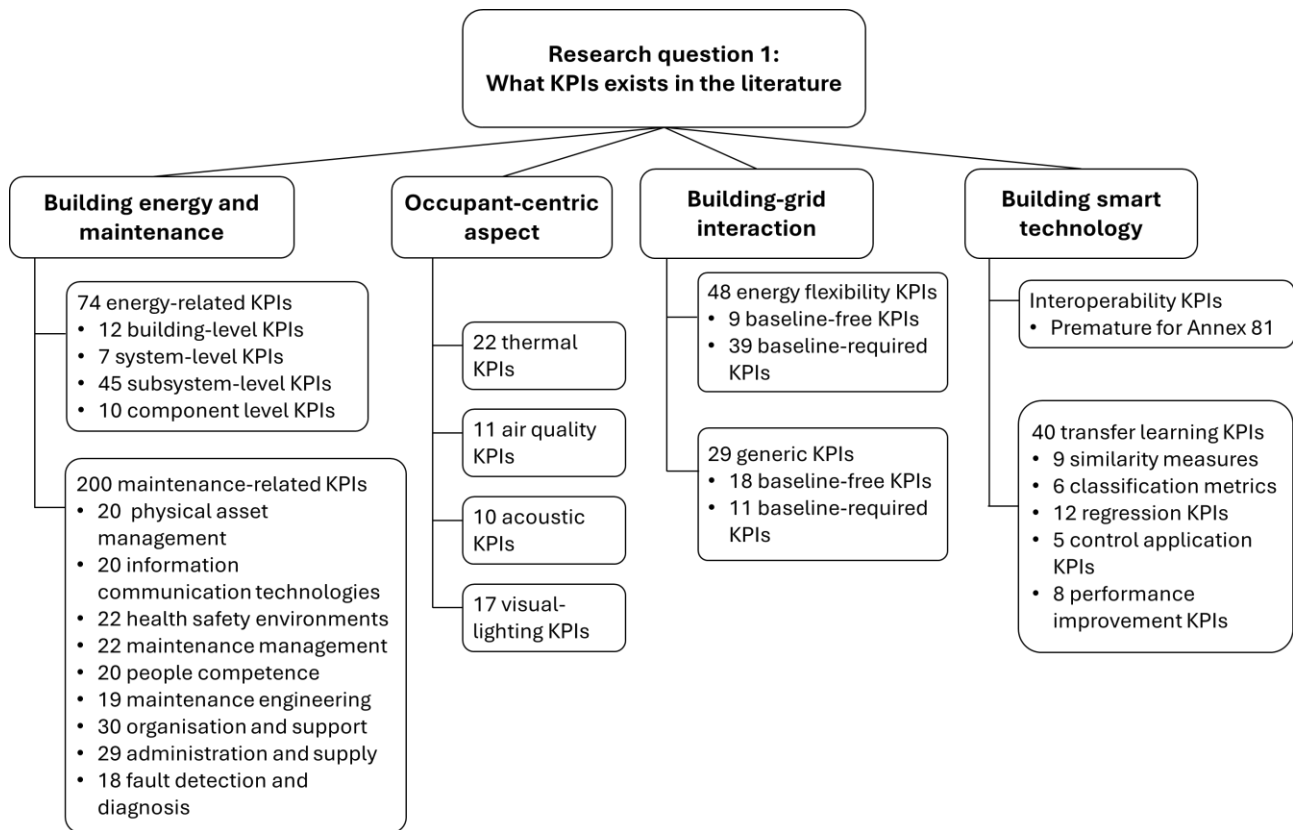 Research question 1:
What KPIs exists in the literature
Building energy and
maintenance
74 energy-related KPIs
• 12 building-level KPIs
• 7 system-level KPIs
• 45 subsystem-level KPIs
• 10 component level KPIs
200 maintenance-related KPIs
• 20 physical asset
management
• 20 information
communication technologies
• 22 health safety environments
• 22 maintenance management
• 20 people competence
• 19 maintenance engineering
• 30 organisation and support
• 29 administration and supply
• 18 fault detection and
diagnosis
Occupant-centric
aspect
22 thermal
KPIs
11 air quality
KPIs
10 acoustic
KPIs
17 visual-
lighting KPIs
Building-grid
interaction
48 energy flexibility KPIs
• 9 baseline-free KPIs
• 39 baseline-required
KPIs
29 generic KPIs
• 18 baseline-free KPIs
• 11 baseline-required
KPIs
Building smart
technology
Interoperability KPIs
• Premature for Annex 81
40 transfer learning KPIs
• 9 similarity measures
• 6 classification metrics
• 12 regression KPIs
• 5 control application
KPIs
• 8 performance
improvement KPIs